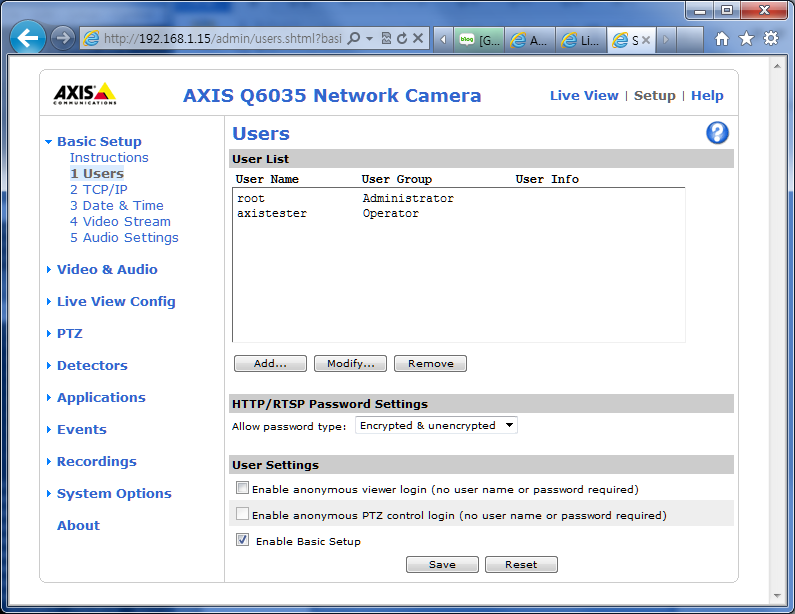 http://192.168.1.15/admin/users.shtml?basi
blog [G... A... Li... S
AXIS
COMMUNICATIONS
AXIS Q6035 Network Camera
Live View | Setup | Help
Basic Setup
Instructions
1 Users
2 TCP/IP
3 Date & Time
4 Video Stream
5 Audio Settings
Video & Audio
Live View Config
PTZ
Detectors
Applications
Events
Recordings
System Options
About
Users
?
User List
User Name User Group User Info
root Administrator
axistester Operator
Add... Modify... Remove
HTTP/RTSP Password Settings
Allow password type: Encrypted & unencrypted
User Settings
Enable anonymous viewer login (no user name or password required)
Enable anonymous PTZ control login (no user name or password required)
Enable Basic Setup
Save Reset